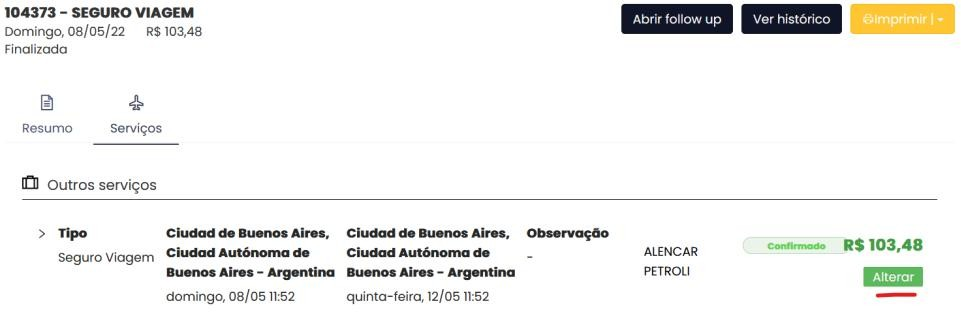 104373 - SEGURO VIAGEM
Domingo, 08/05/22 R$ 103,48
Finalizada
Abrir follow up
Ver histórico
Imprimir |
Resumo
Serviços
Outros serviços
Tipo
Seguro Viagem
Ciudad de Buenos Aires,
Ciudad Autónoma de
Buenos Aires - Argentina
domingo, 08/05 11:52
Ciudad de Buenos Aires,
Ciudad Autónoma de
Buenos Aires - Argentina
quinta-feira, 12/05 11:52
Observação
-
ALENCAR
PETROLI
Confirmado
R$ 103,48
Alterar